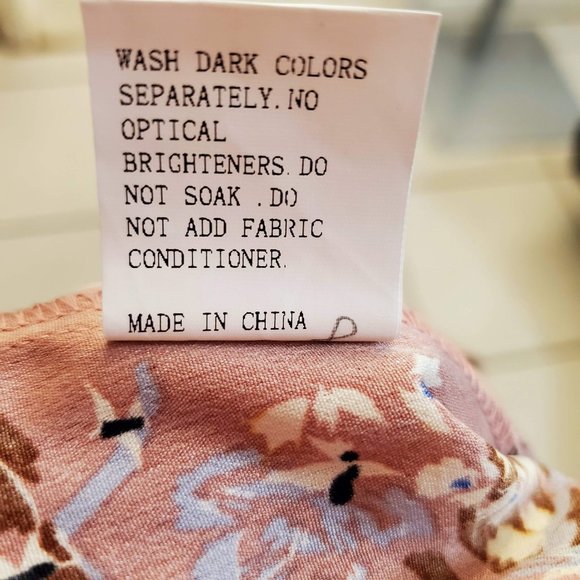 WASH DARK COLORS
SEPARATELY. NO
OPTICAL
BRIGHTENERS. DO
NOT SOAK .DO
NOT ADD FABRIC
CONDITIONER.
MADE IN CHINA